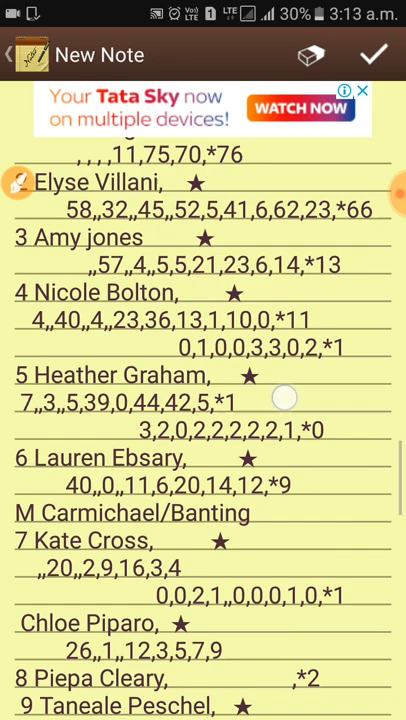 Vo) LTE 1 LTE 30% 3:13 a.m.
New Note
Your Tata Sky now
on multiple devices!
WATCH NOW
, , , ,11,75,70,*76
2 Elyse Villani, ★
58,,32,,45,,52,5,41,6,62,23,*66
3 Amy jones ★
,,57,,4,,5,5,21,23,6,14,*13
4 Nicole Bolton, ★
4,,40,,4,,23,36,13,1,10,0,*11
0,1,0,0,3,3,0,2,*1
5 Heather Graham, ★
7,,3,,5,39,0,44,42,5,*1
3,2,0,2,2,2,2,2,1,*0
6 Lauren Ebsary, ★
40,,0,,11,6,20,14,12,*9
M Carmichael/Banting
7 Kate Cross, ★
,,20,,2,9,16,3,4
0,0,2,1,,0,0,0,1,0,*1
Chloe Piparo, ★
26,,1,,12,3,5,7,9
8 Piepa Cleary, ,*2
9 Taneale Peschel, ★